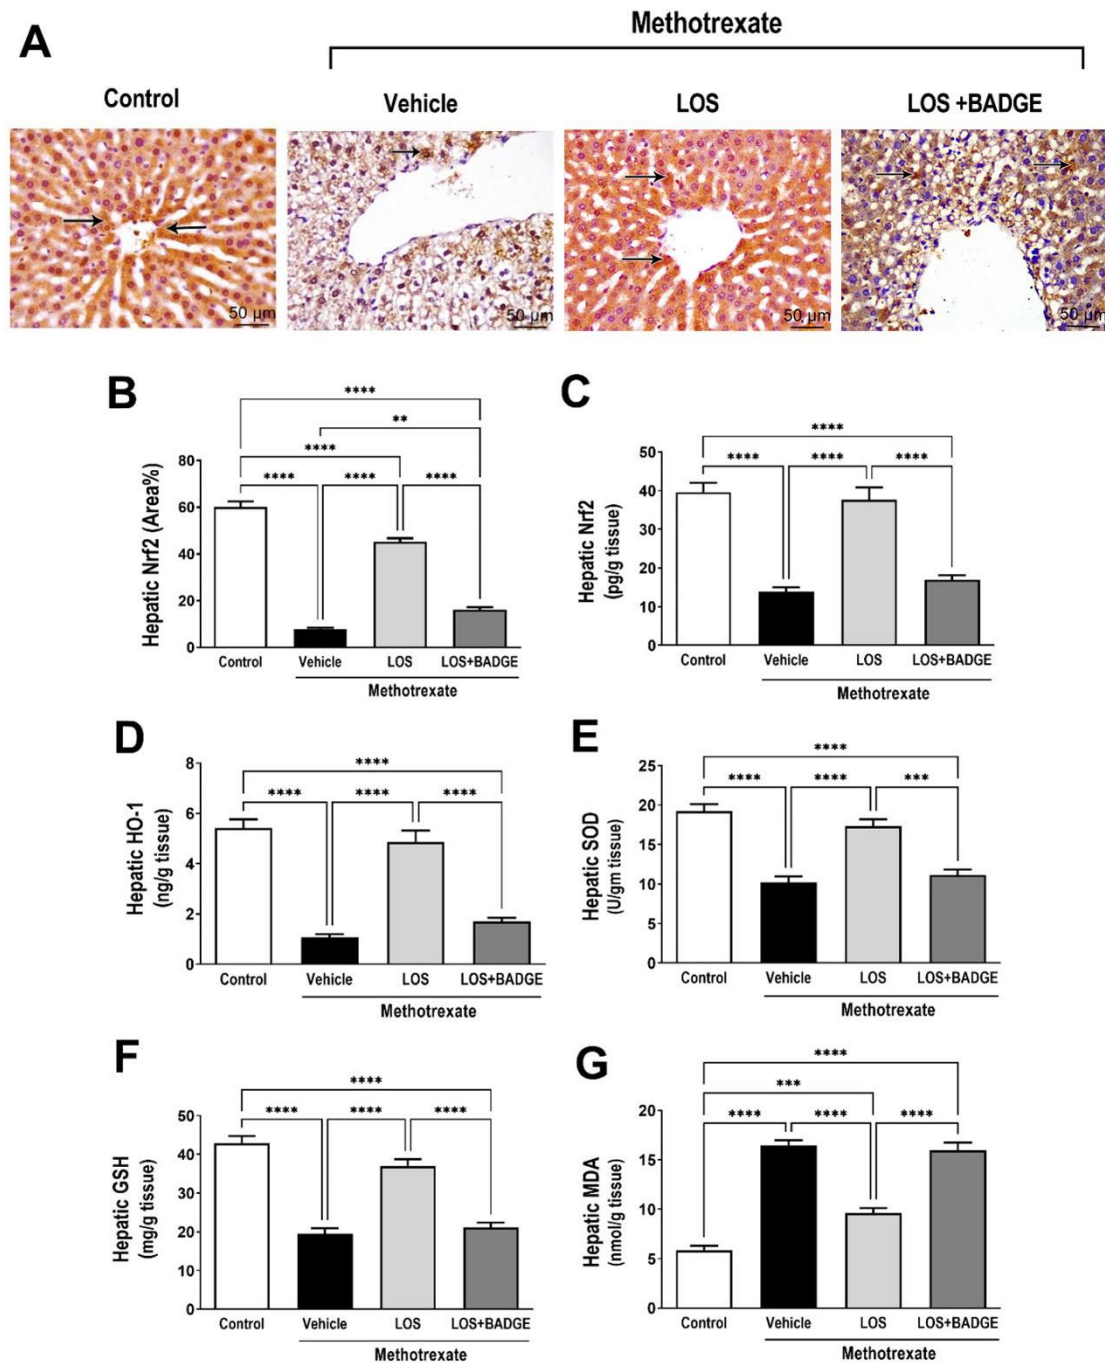 Methotrexate
A
Control
Vehicle
LOS
LOS +BADGE
50 µm
50 µm
50 µm
50 µm
B
****
**
****
****
****
****
Hepatic Nrf2 (Area%)
80
60
40
20
0
Control
Vehicle
LOS
LOS+BADGE
Methotrexate
C
****
****
****
****
Hepatic Nrf2
(pg/g tissue)
50
40
30
20
10
0
Control
Vehicle
LOS
LOS+BADGE
Methotrexate
D
****
****
****
****
Hepatic HO-1
(ng/g tissue)
8
6
4
2
0
Control
Vehicle
LOS
LOS+BADGE
Methotrexate
E
****
****
****
***
Hepatic SOD
(U/gm tissue)
25
20
15
10
5
0
Control
Vehicle
LOS
LOS+BADGE
Methotrexate
F
****
****
****
****
Hepatic GSH
(mg/g tissue)
50
40
30
20
10
0
Control
Vehicle
LOS
LOS+BADGE
Methotrexate
G
****
***
****
****
****
Hepatic MDA
(nmol/g tissue)
20
15
10
5
0
Control
Vehicle
LOS
LOS+BADGE
Methotrexate